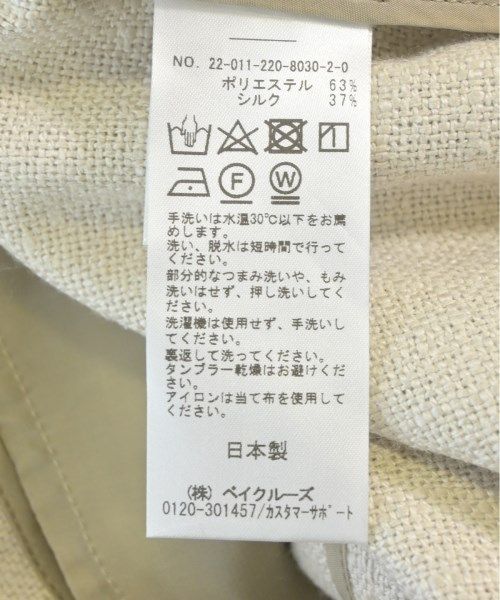 NO. 22-011-220-8030-2-0
ポリエステル 63%
シルク 37%
F W
手洗いは水温30℃以下をお薦
めします。
洗い、脱水は短時間で行って
ください。
部分的なつまみ洗いや、もみ
洗いはせず、押し洗いしてく
ださい。
洗濯機は使用せず、手洗いし
てください。
裏返して洗ってください。
タンブラー乾燥はお避けくだ
さい。
アイロンは当て布を使用して
ください。
日本製
(株) ベイクルーズ
0120-301457/カスタマーサポート